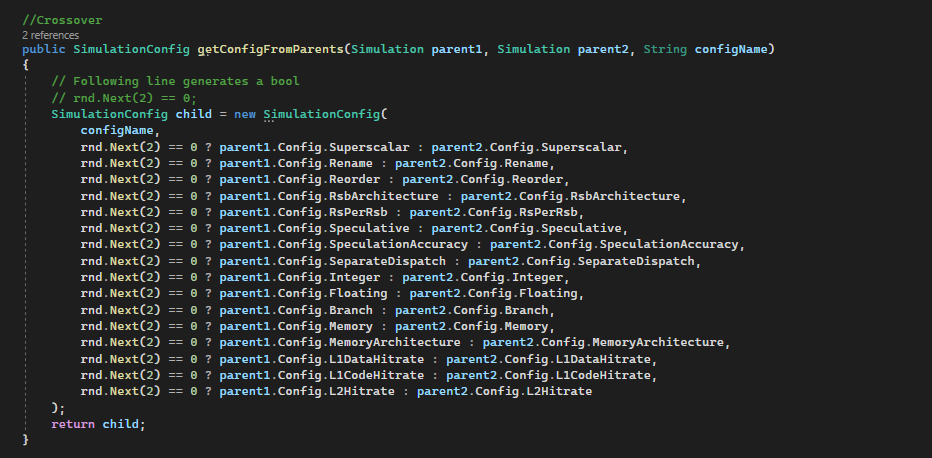 //Crossover
2 references
public SimulationConfig getConfigFromParents(Simulation parent1, Simulation parent2, String configName)
{
// Following line generates a bool
// rnd.Next(2) == 0;
SimulationConfig child = new SimulationConfig(
configName,
rnd.Next(2) == 0 ? parent1.Config.Superscalar : parent2.Config.Superscalar,
rnd.Next(2) == 0 ? parent1.Config.Rename : parent2.Config.Rename,
rnd.Next(2) == 0 ? parent1.Config.Reorder : parent2.Config.Reorder,
rnd.Next(2) == 0 ? parent1.Config.RsbArchitecture : parent2.Config.RsbArchitecture,
rnd.Next(2) == 0 ? parent1.Config.RsPerRsb : parent2.Config.RsPerRsb,
rnd.Next(2) == 0 ? parent1.Config.Speculative : parent2.Config.Speculative,
rnd.Next(2) == 0 ? parent1.Config.SpeculationAccuracy : parent2.Config.SpeculationAccuracy,
rnd.Next(2) == 0 ? parent1.Config.SeparateDispatch : parent2.Config.SeparateDispatch,
rnd.Next(2) == 0 ? parent1.Config.Integer : parent2.Config.Integer,
rnd.Next(2) == 0 ? parent1.Config.Floating : parent2.Config.Floating,
rnd.Next(2) == 0 ? parent1.Config.Branch : parent2.Config.Branch,
rnd.Next(2) == 0 ? parent1.Config.Memory : parent2.Config.Memory,
rnd.Next(2) == 0 ? parent1.Config.MemoryArchitecture : parent2.Config.MemoryArchitecture,
rnd.Next(2) == 0 ? parent1.Config.L1DataHitrate : parent2.Config.L1DataHitrate,
rnd.Next(2) == 0 ? parent1.Config.L1CodeHitrate : parent2.Config.L1CodeHitrate,
rnd.Next(2) == 0 ? parent1.Config.L2Hitrate : parent2.Config.L2Hitrate
);
return child;
}